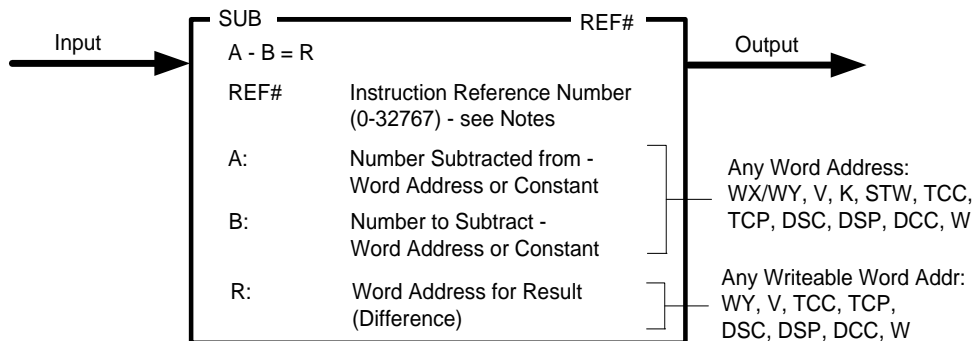 SUB REF#
Input
A - B = R
Output
REF# Instruction Reference Number
(0-32767) - see Notes
A: Number Subtracted from -
Word Address or Constant
B: Number to Subtract -
Word Address or Constant
Any Word Address:
WX/WY, V, K, STW, TCC,
TCP, DSC, DSP, DCC, W
R: Word Address for Result
(Difference)
Any Writeable Word Addr:
WY, V, TCC, TCP,
DSC, DSP, DCC, W